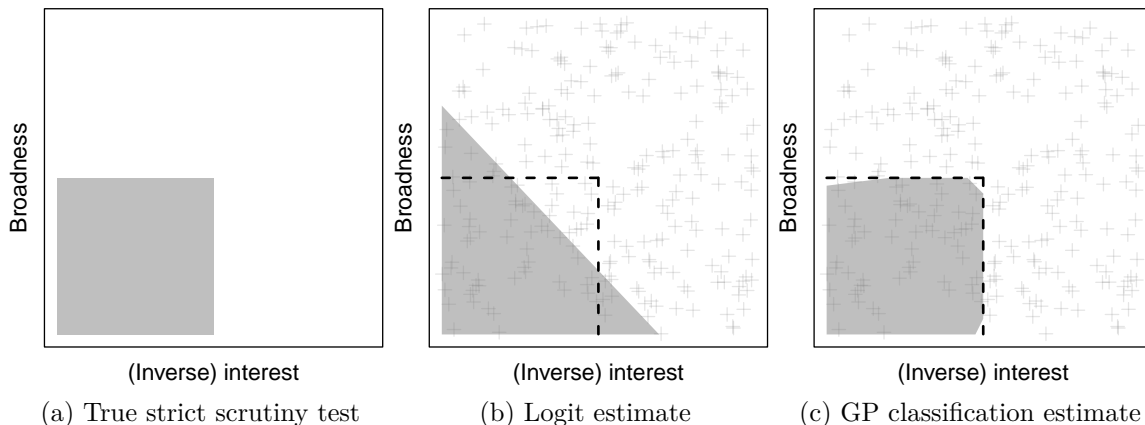 Broadness
(Inverse) interest
(a) True strict scrutiny test
Broadness
(Inverse) interest
(b) Logit estimate
Broadness
(Inverse) interest
(c) GP classification estimate